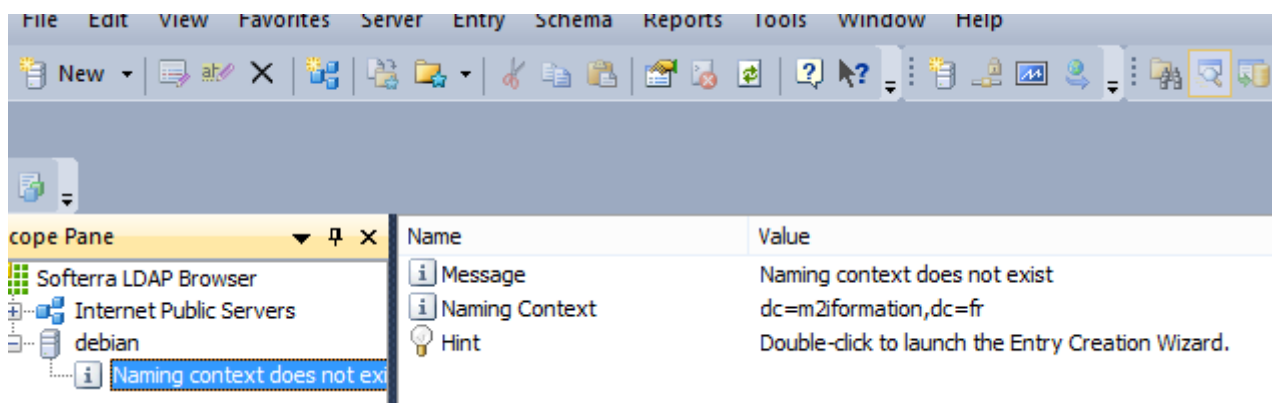 File Edit View Favorites Server Entry Schema Reports Tools Window Help
New
cope Pane
Name Value
Softerra LDAP Browser
Message Naming context does not exist
Internet Public Servers
Naming Context dc=m2iformation,dc=fr
debian
Hint Double-click to launch the Entry Creation Wizard.
Naming context does not exi